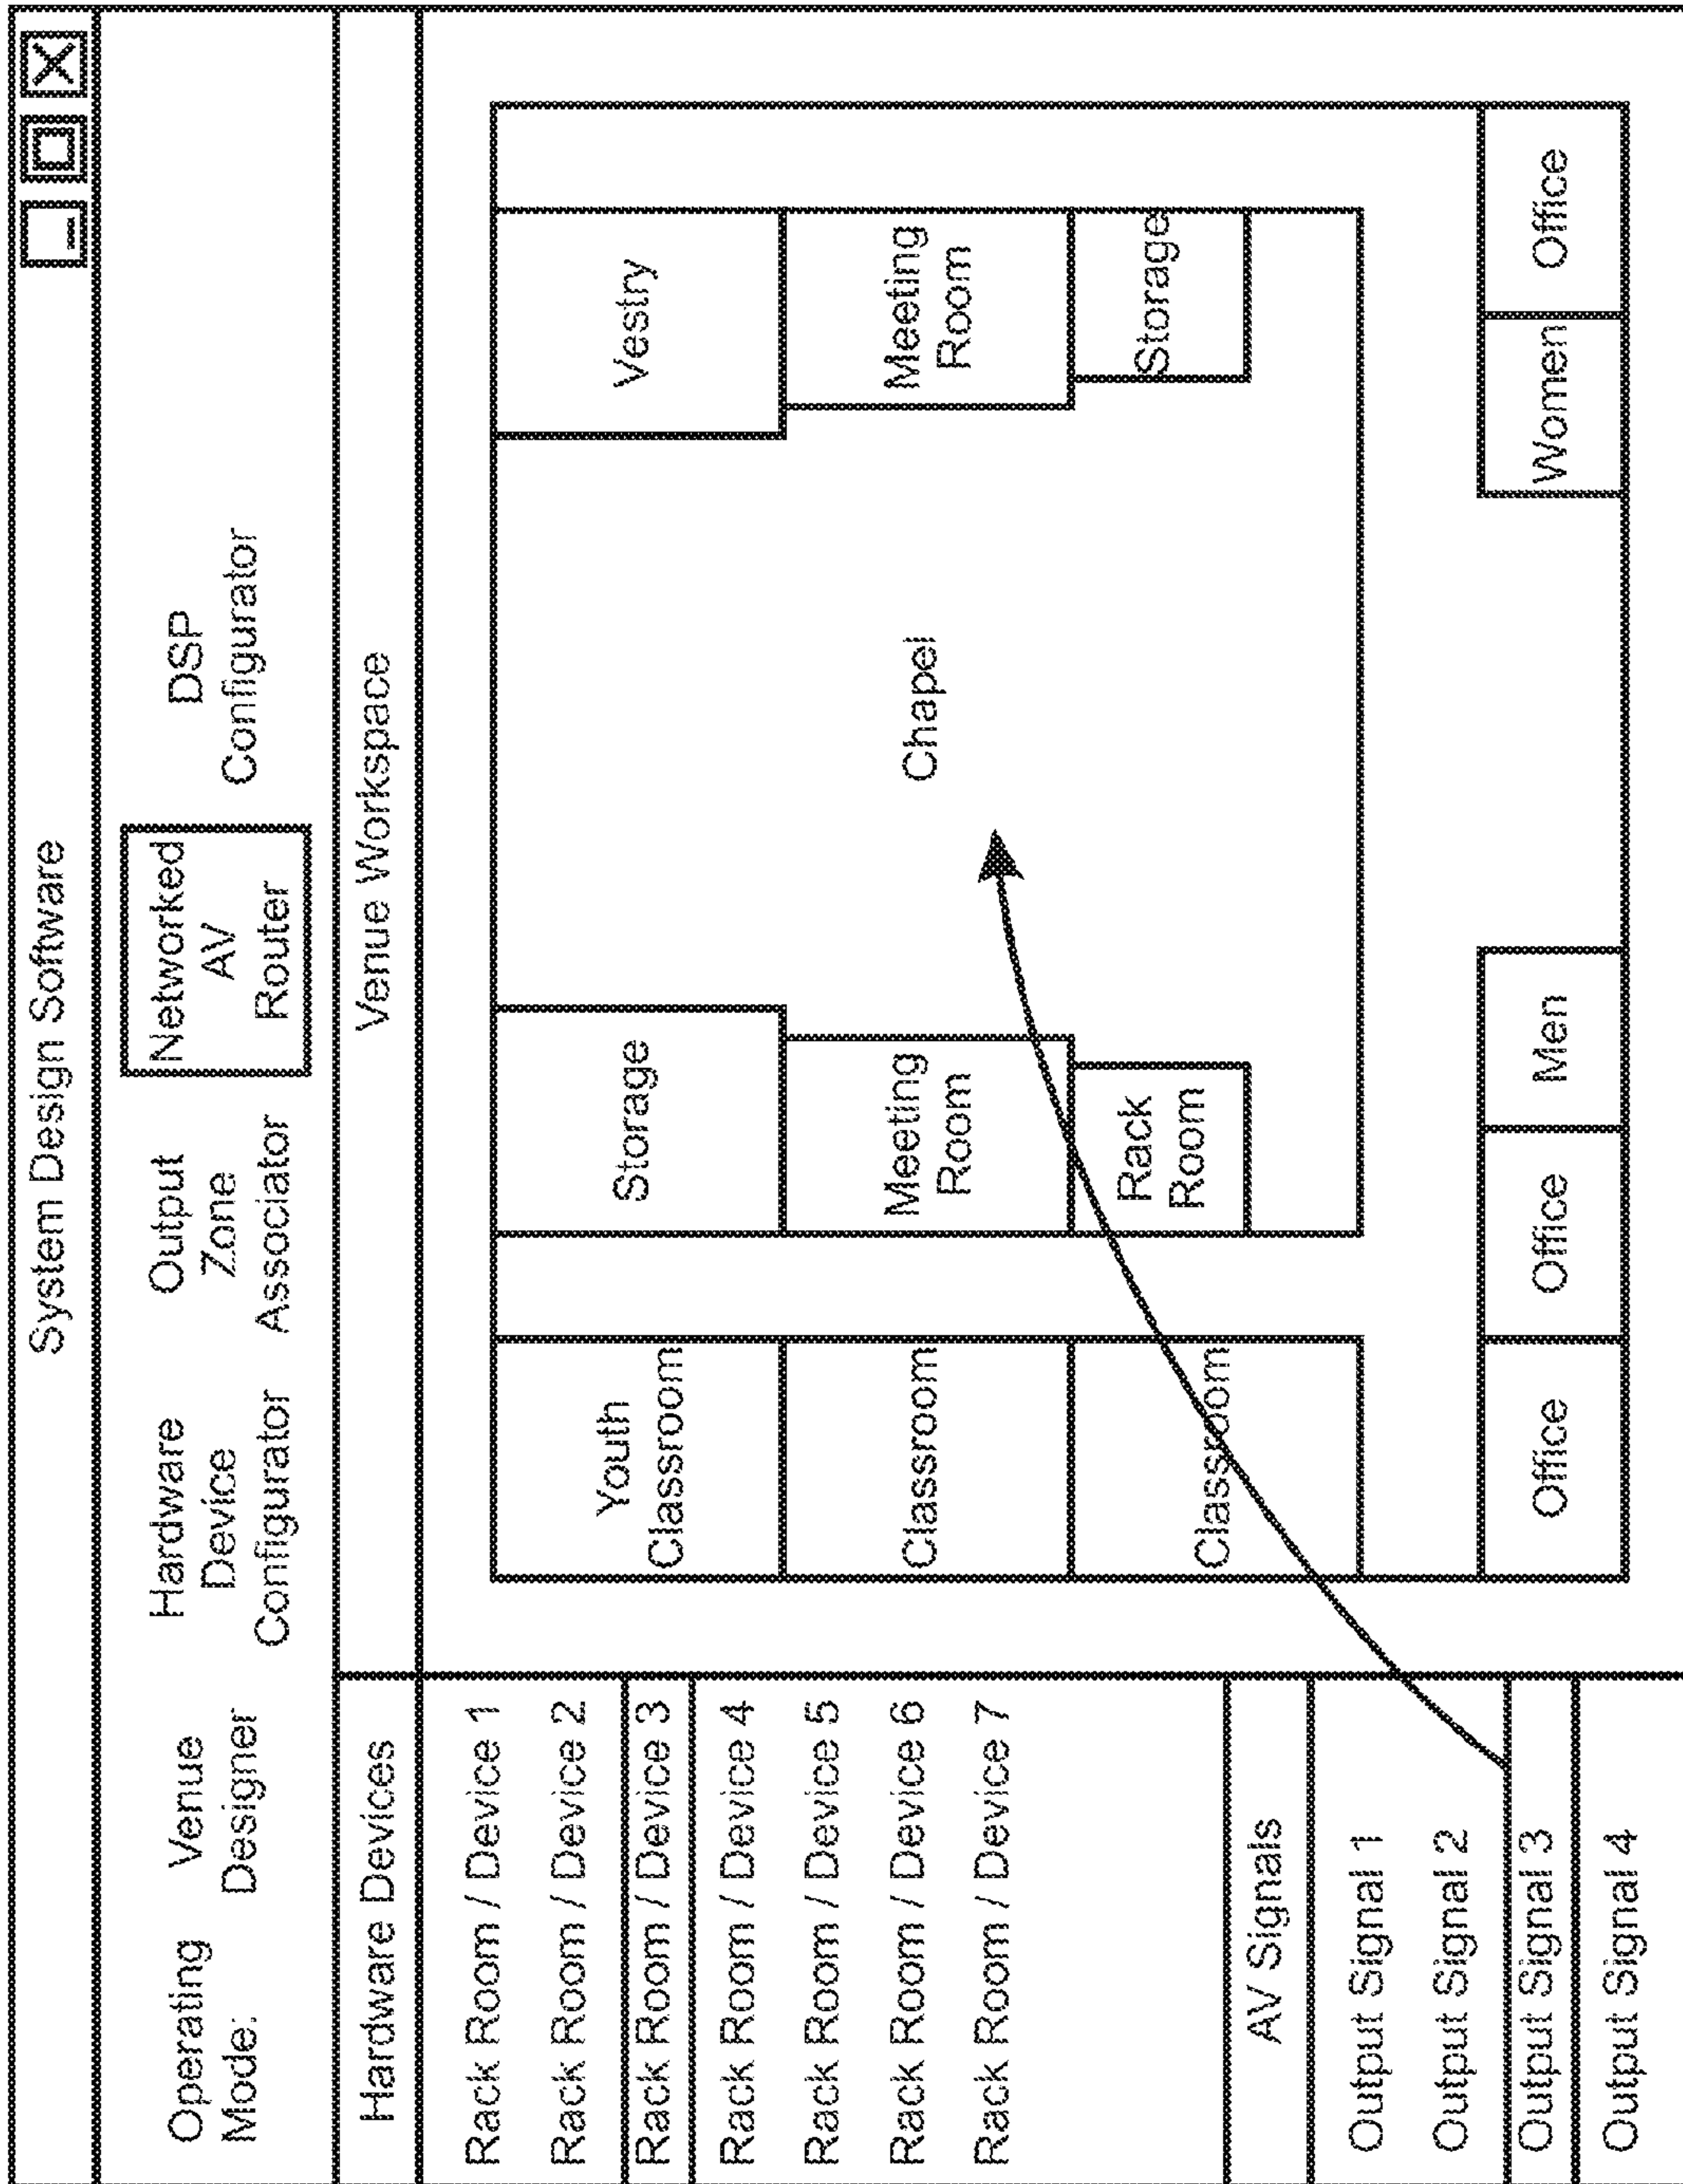 System Design Software
Operating
Mode:
Venue
Designer
Hardware
Device
Configurator
Output
Zone
Associator
Networked
AV
Router
DSP
Configurator
Hardware Devices
Rack Room / Device 1
Rack Room / Device 2
Rack Room / Device 3
Rack Room / Device 4
Rack Room / Device 5
Rack Room / Device 6
Rack Room / Device 7
AV Signals
Output Signal 1
Output Signal 2
Output Signal 3
Output Signal 4
Venue Workspace
Youth
Classroom
Storage
Vestry
Classroom
Meeting
Room
Chapel
Meeting
Room
Classroom
Rack
Room
Storage
Office
Office
Men
Women
Office